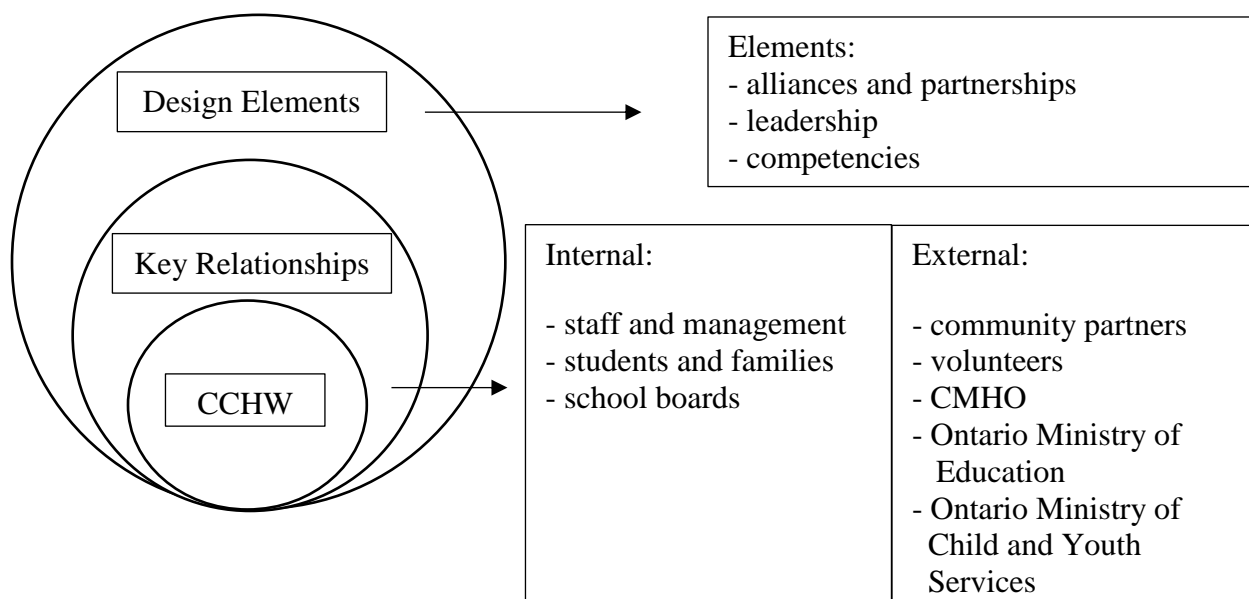 Design Elements
Elements:
- alliances and partnerships
- leadership
- competencies
Key Relationships
CCHW
Internal:
- staff and management
- students and families
- school boards
External:
- community partners
- volunteers
- CMHO
- Ontario Ministry of
Education
- Ontario Ministry of
Child and Youth
Services